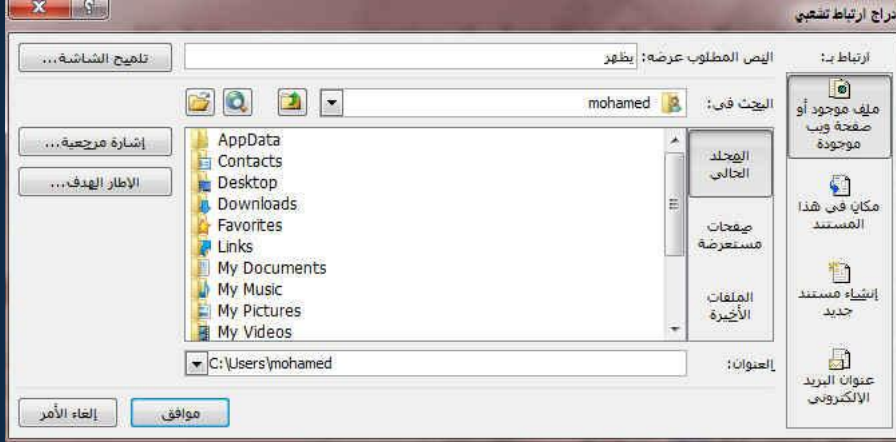 دراج ارتباط تشعبي
ارتباط بـ:
النص المطلوب عرضه: يظهر
تلميح الشاشة...
ملف موجود أو
صفحة ويب
موجودة
البحث في: mohamed
مكان في هذا
المستند
إنشاء مستند
جديد
عنوان البريد
الإلكتروني
المجلد
الحالي
صفحات
مستعرضة
الملفات
الأخيرة
AppData
Contacts
Desktop
Downloads
Favorites
Links
My Documents
My Music
My Pictures
My Videos
إشارة مرجعية...
الإطار الهدف...
العنوان: C:\Users\mohamed
موافق
إلغاء الأمر